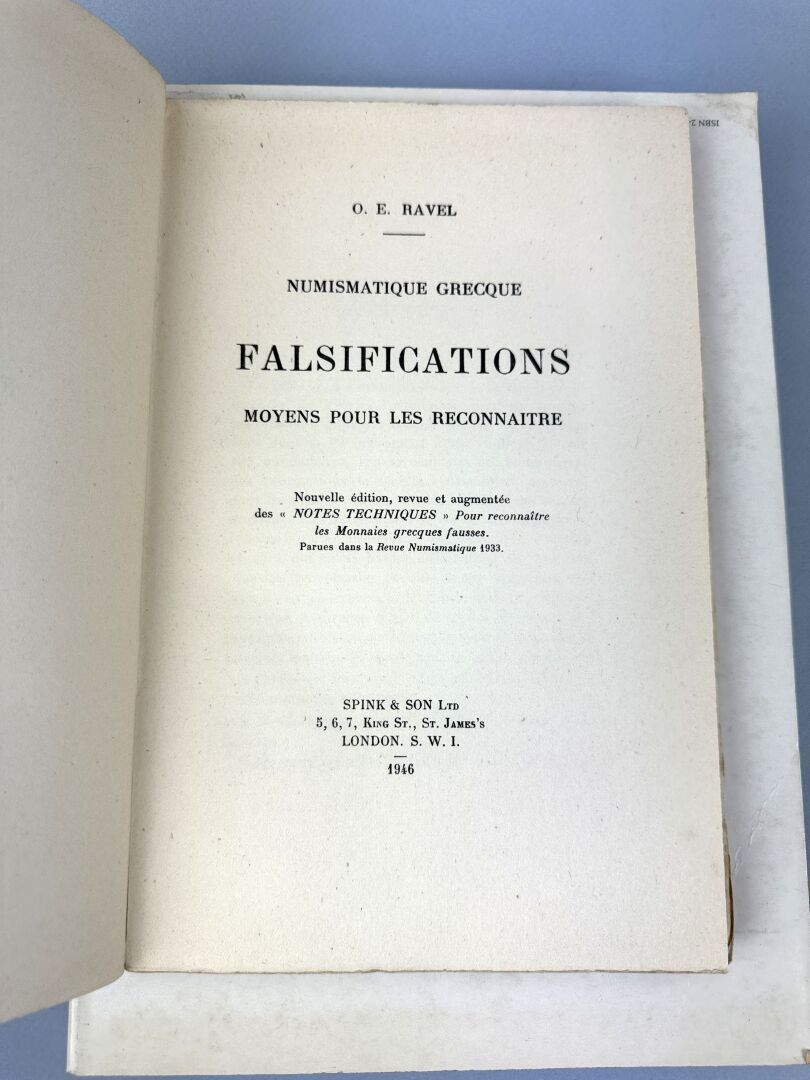 O. E. RAVEL
NUMISMATIQUE GRECQUE
FALSIFICATIONS
MOYENS POUR LES RECONNAITRE
Nouvelle édition, revue et augmentée
des « NOTES TECHNIQUES » Pour reconnaître
les Monnaies grecques fausses.
Parues dans la Revue Numismatique 1933.
SPINK & SON LTD
5, 6, 7, KING ST., ST. JAMES'S
LONDON. S. W. I.
1946
ISBN 2-